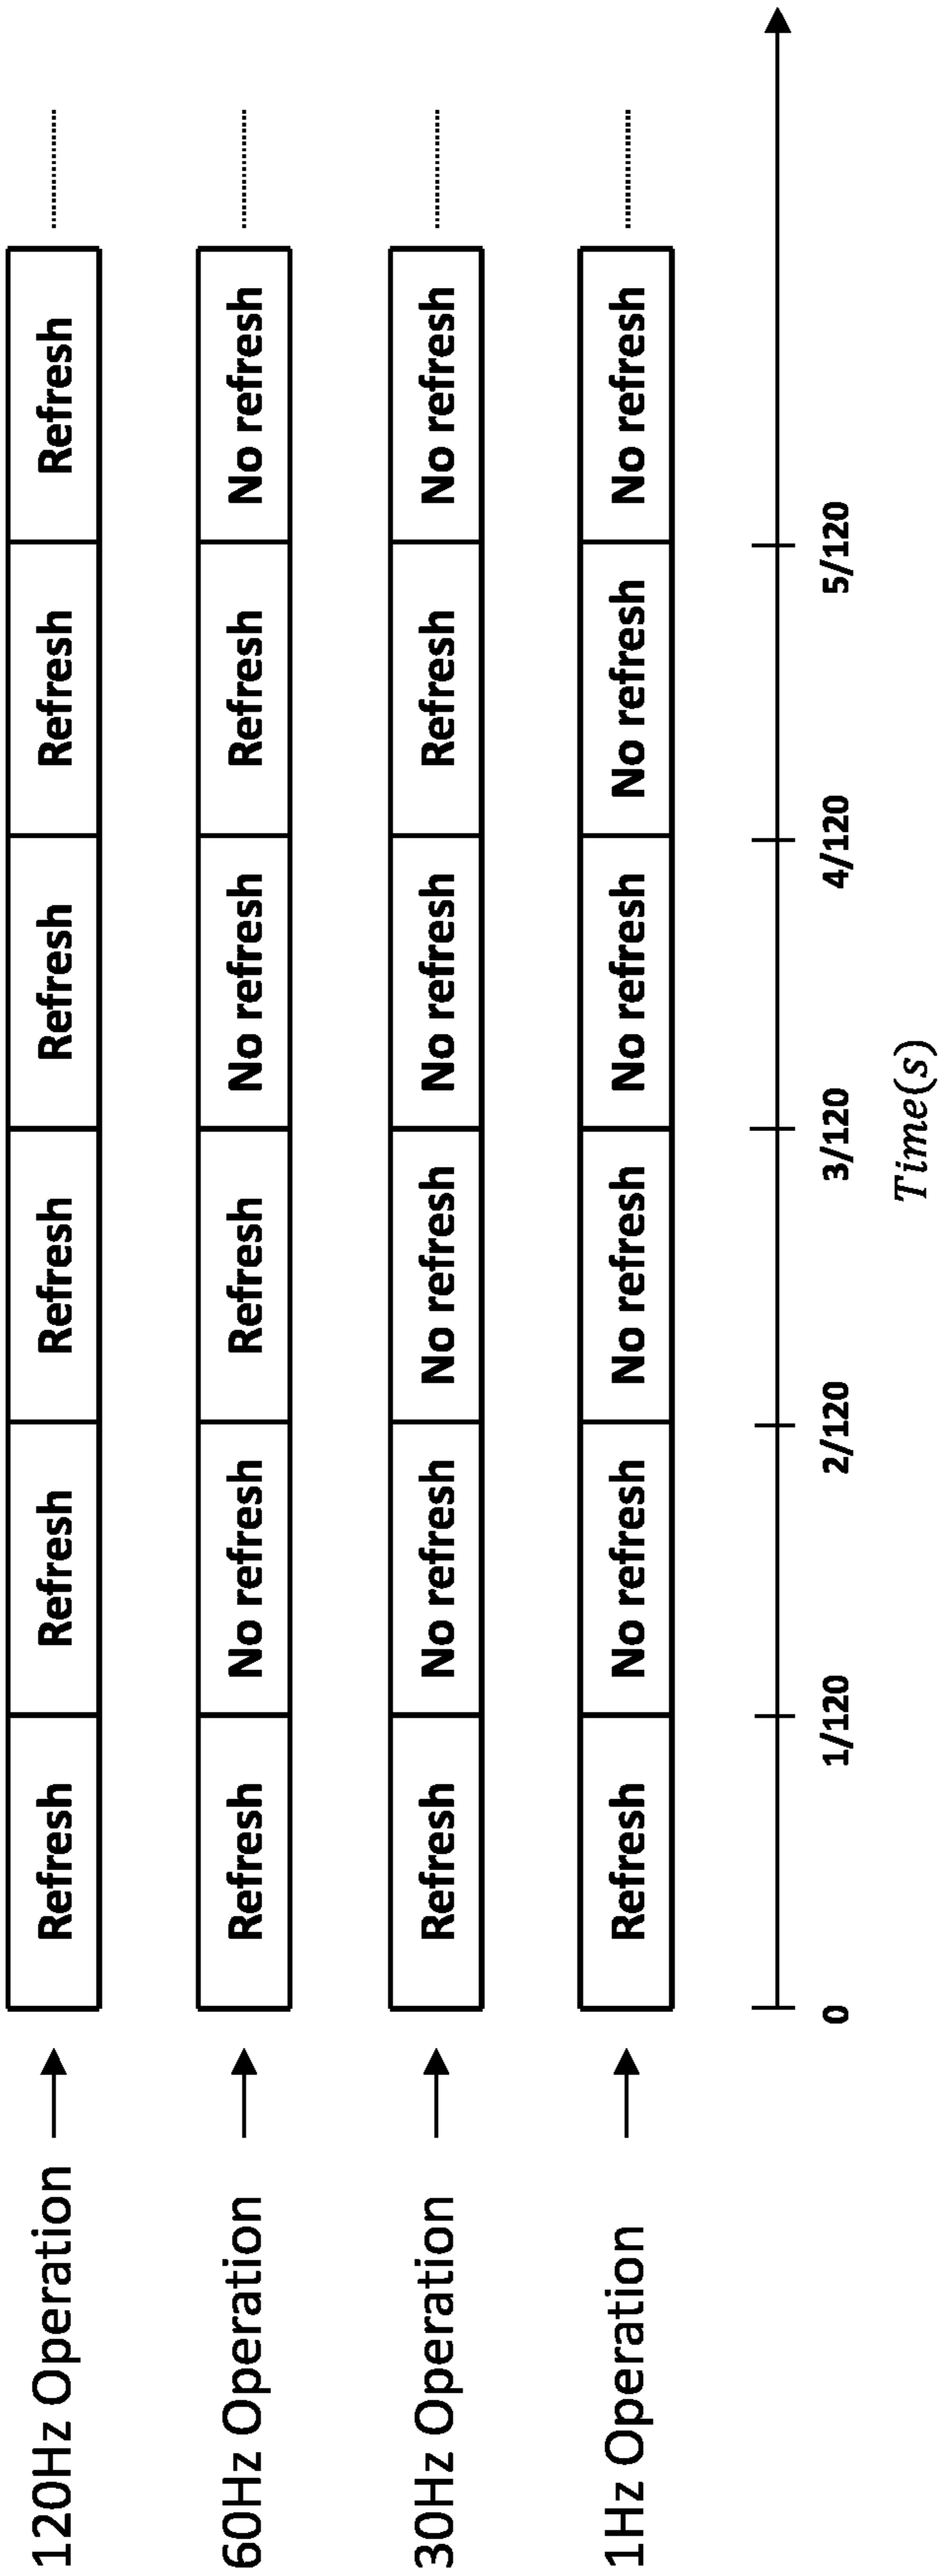 120Hz Operation
Refresh Refresh Refresh Refresh Refresh Refresh
60Hz Operation
Refresh No refresh Refresh No refresh Refresh No refresh
30Hz Operation
Refresh No refresh No refresh No refresh Refresh No refresh
1Hz Operation
Refresh No refresh No refresh No refresh No refresh No refresh
0 1/120 2/120 3/120 4/120 5/120
Time(s)